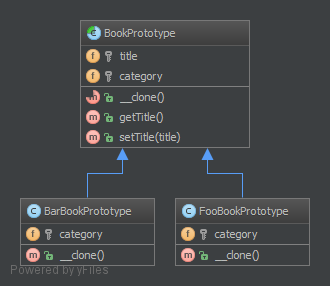 BookPrototype
title
category
__clone()
getTitle()
setTitle(title)
BarBookPrototype
category
__clone()
FooBookPrototype
category
__clone()
Powered by yFiles